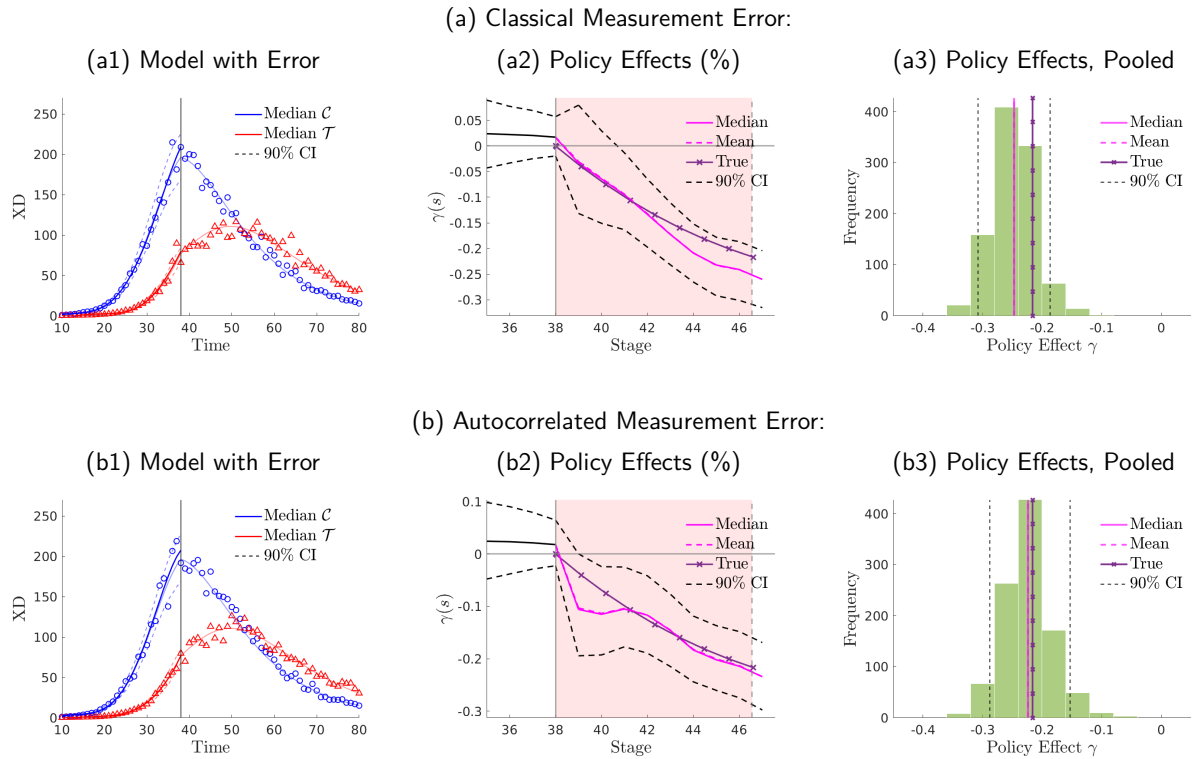 (a) Classical Measurement Error:
(a1) Model with Error
XD
250
200
150
100
50
0
10 20 30 40 50 60 70 80
Time
Median 𝒞
Median 𝒯
90% CI
(a2) Policy Effects (%)
γ(s)
0.05
0
-0.05
-0.1
-0.15
-0.2
-0.25
-0.3
36 38 40 42 44 46
Stage
Median
Mean
True
90% CI
(a3) Policy Effects, Pooled
Frequency
400
300
200
100
0
-0.4 -0.3 -0.2 -0.1 0
Policy Effect γ
Median
Mean
True
90% CI
(b) Autocorrelated Measurement Error:
(b1) Model with Error
XD
250
200
150
100
50
0
10 20 30 40 50 60 70 80
Time
Median 𝒞
Median 𝒯
90% CI
(b2) Policy Effects (%)
γ(s)
0.1
0
-0.1
-0.2
-0.3
36 38 40 42 44 46
Stage
Median
Mean
True
90% CI
(b3) Policy Effects, Pooled
Frequency
400
300
200
100
0
-0.4 -0.3 -0.2 -0.1 0
Policy Effect γ
Median
Mean
True
90% CI